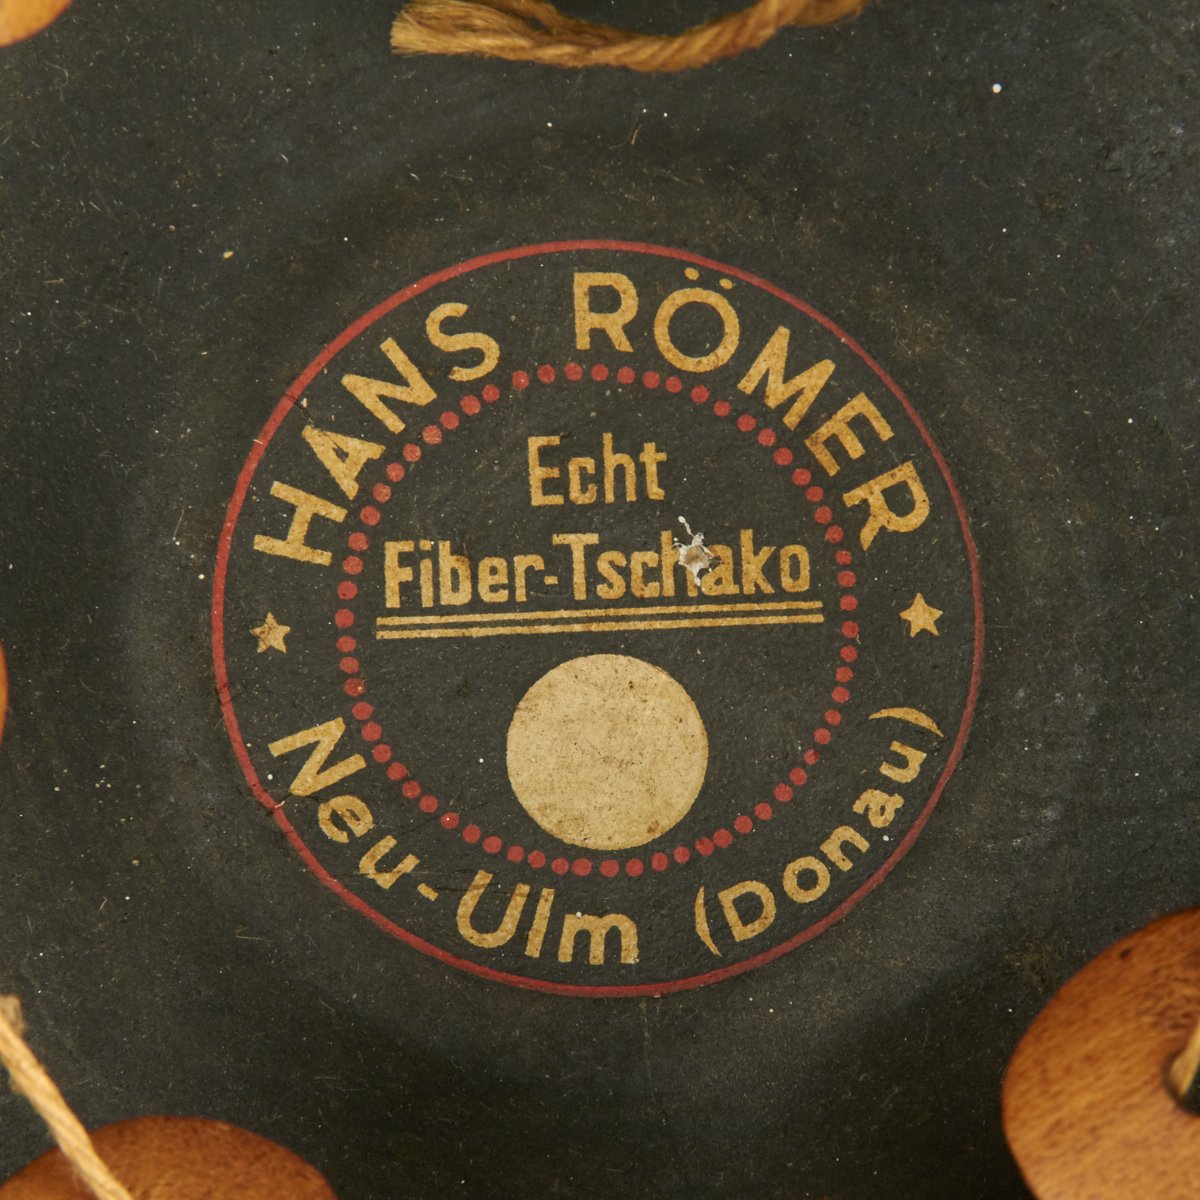 HANS RÖMER
Echt
Fiber-Tschako
Neu-Ulm (Donau)